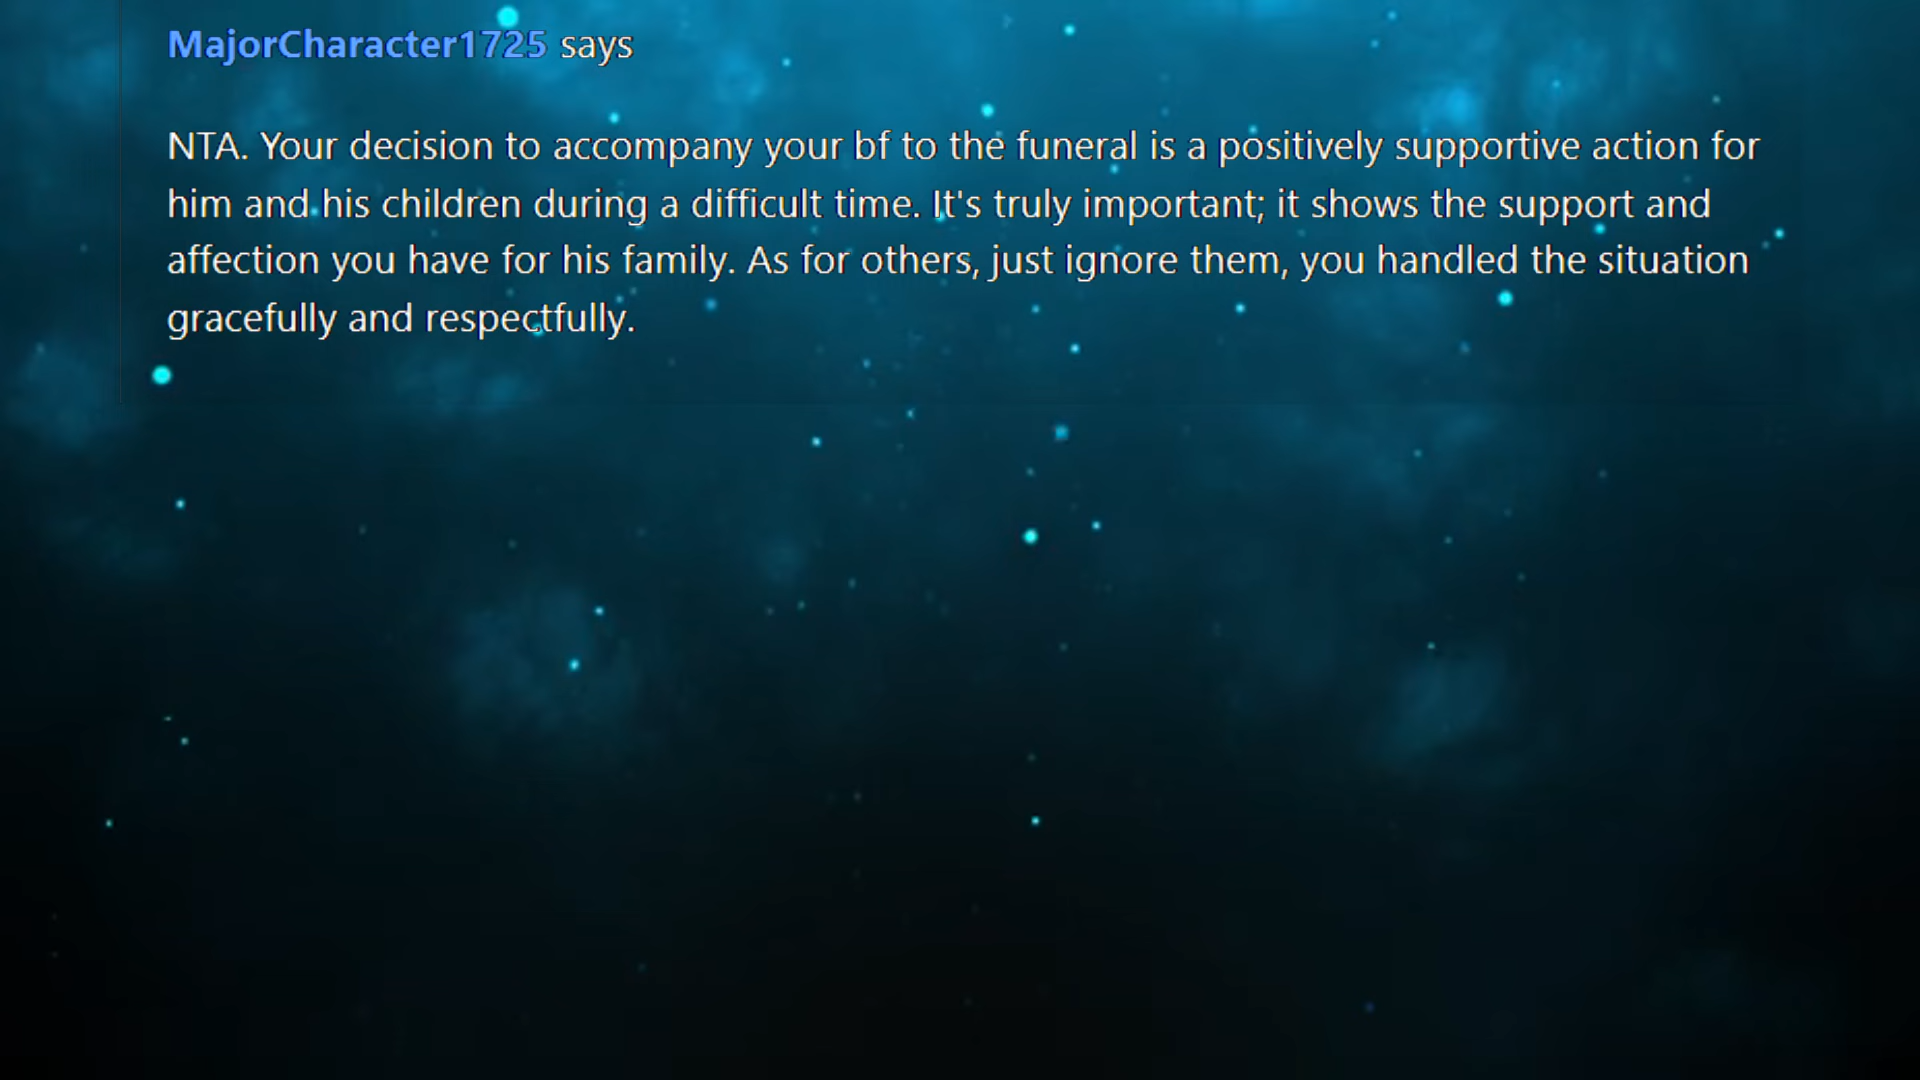 MajorCharacter1725 says
NTA. Your decision to accompany your bf to the funeral is a positively supportive action for
him and his children during a difficult time. It's truly important; it shows the support and
affection you have for his family. As for others, just ignore them, you handled the situation
gracefully and respectfully.